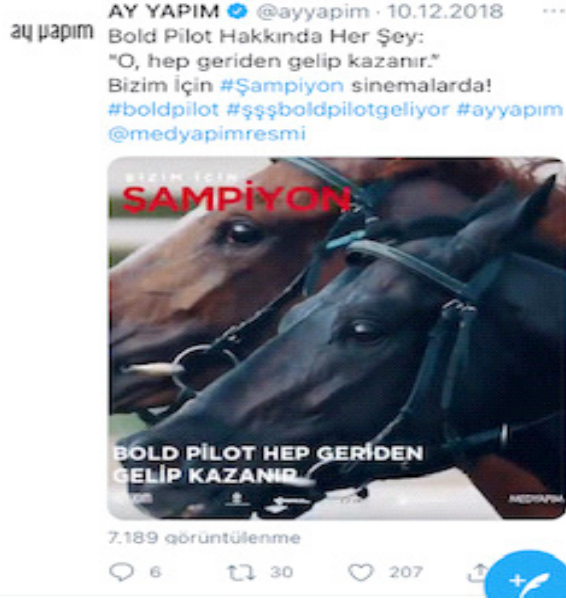 ay yapım
AY YAPIM @ayyapim · 10.12.2018
Bold Pilot Hakkında Her Şey:
"O, hep geriden gelip kazanır."
Bizim İçin #Şampiyon sinemalarda!
#boldpilot #şşşboldpilotgeliyor #ayyapım
@medyapimresmi
BİZİM İÇİN
ŞAMPİYON
BOLD PİLOT HEP GERİDEN
GELİP KAZANIR
MEDYAPIM
7.189 görüntülenme
6 30 207